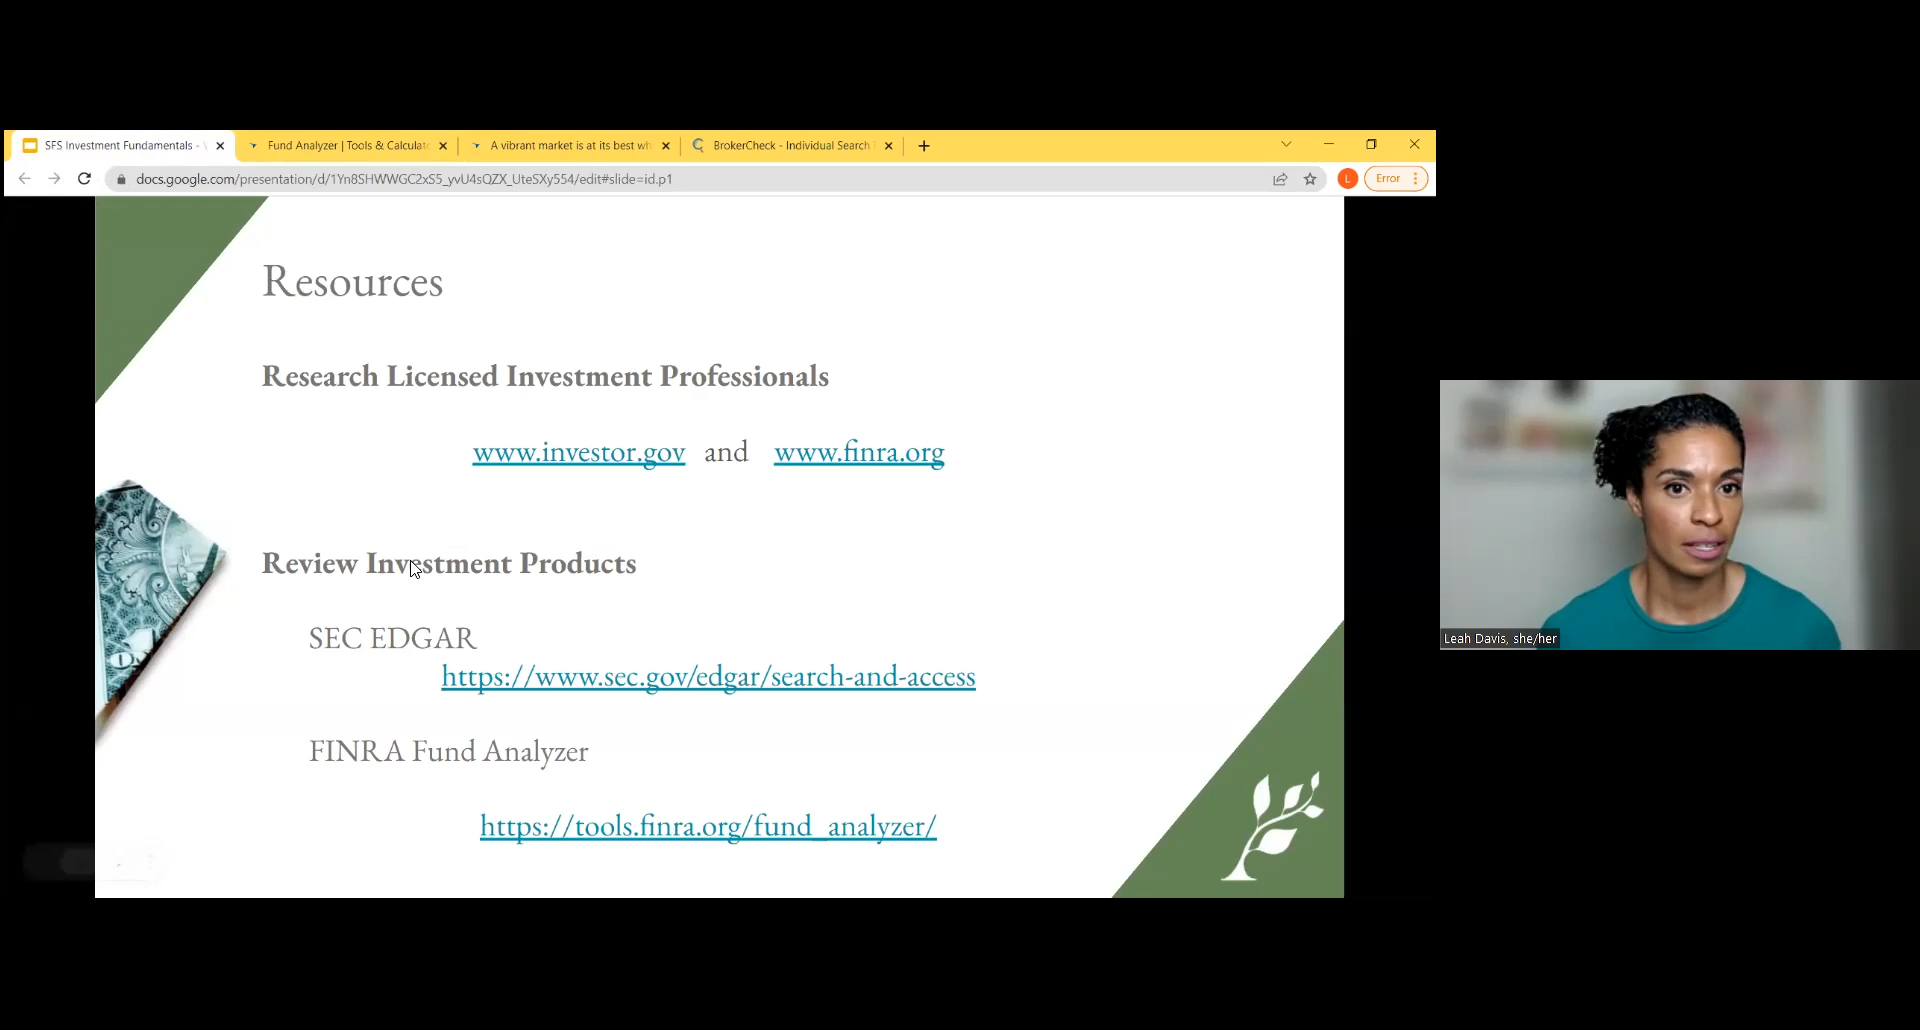 SFS Investment Fundamentals -
Fund Analyzer | Tools & Calculat
A vibrant market is at its best wh
BrokerCheck - Individual Search
docs.google.com/presentation/d/1Yn8SHWWGC2xS5_yvU4sQZX_UteSXy554/edit#slide=id.p1
L
Error
Resources
Research Licensed Investment Professionals
www.investor.gov and www.finra.org
Review Investment Products
SEC EDGAR
https://www.sec.gov/edgar/search-and-access
FINRA Fund Analyzer
https://tools.finra.org/fund_analyzer/
Leah Davis, she/her